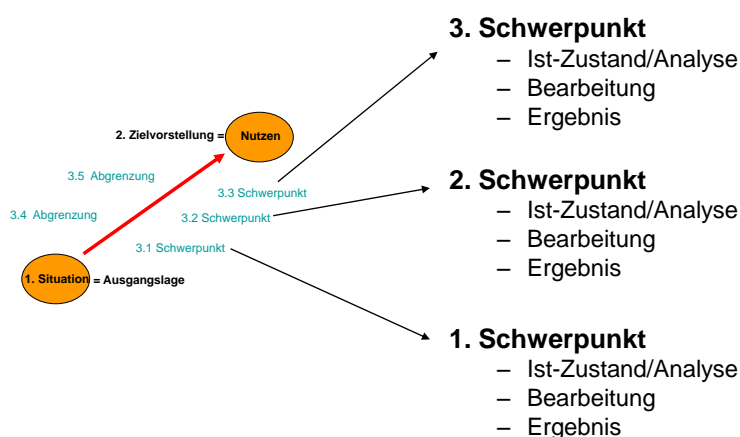 3. Schwerpunkt
– Ist-Zustand/Analyse
– Bearbeitung
– Ergebnis
2. Zielvorstellung = Nutzen
3.5 Abgrenzung
3.3 Schwerpunkt
3.4 Abgrenzung
3.2 Schwerpunkt
3.1 Schwerpunkt
1. Situation = Ausgangslage
2. Schwerpunkt
– Ist-Zustand/Analyse
– Bearbeitung
– Ergebnis
1. Schwerpunkt
– Ist-Zustand/Analyse
– Bearbeitung
– Ergebnis